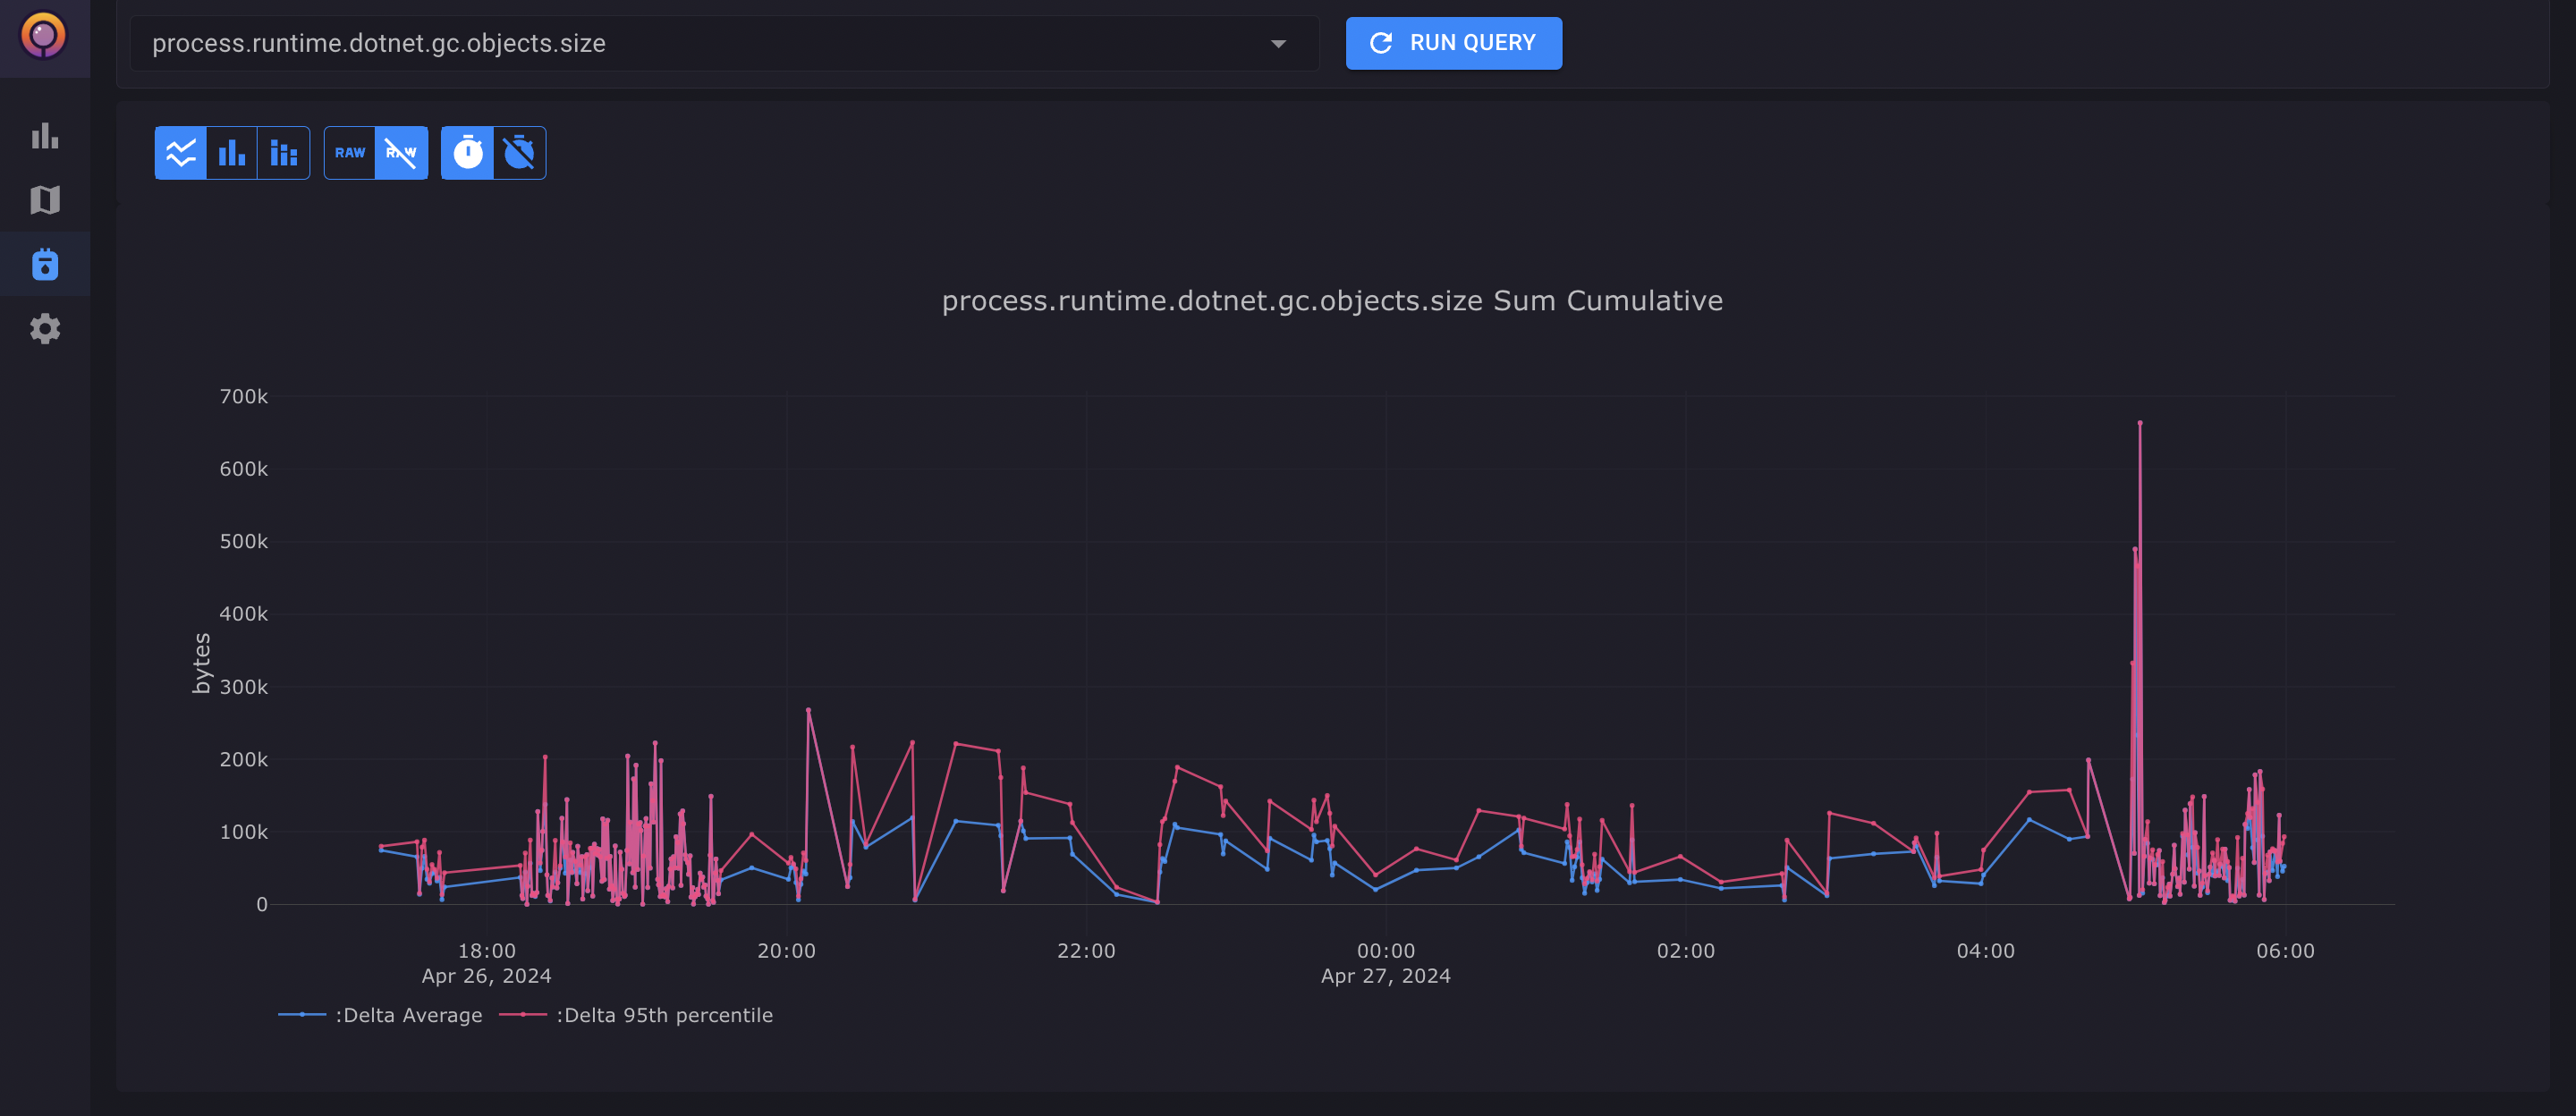 process.runtime.dotnet.gc.objects.size
RUN QUERY
RAW
RAW
process.runtime.dotnet.gc.objects.size Sum Cumulative
700k
600k
500k
400k
300k
200k
100k
0
bytes
18:00
Apr 26, 2024
20:00
22:00
00:00
Apr 27, 2024
02:00
04:00
06:00
:Delta Average
:Delta 95th percentile